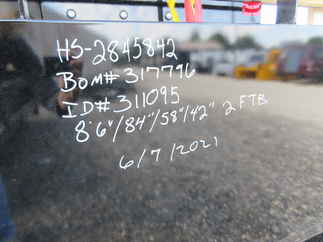 HS-2845842
BOM#317796
ID#311095
8'6"/84"/58"/42" 2 FTB
6/7/2021